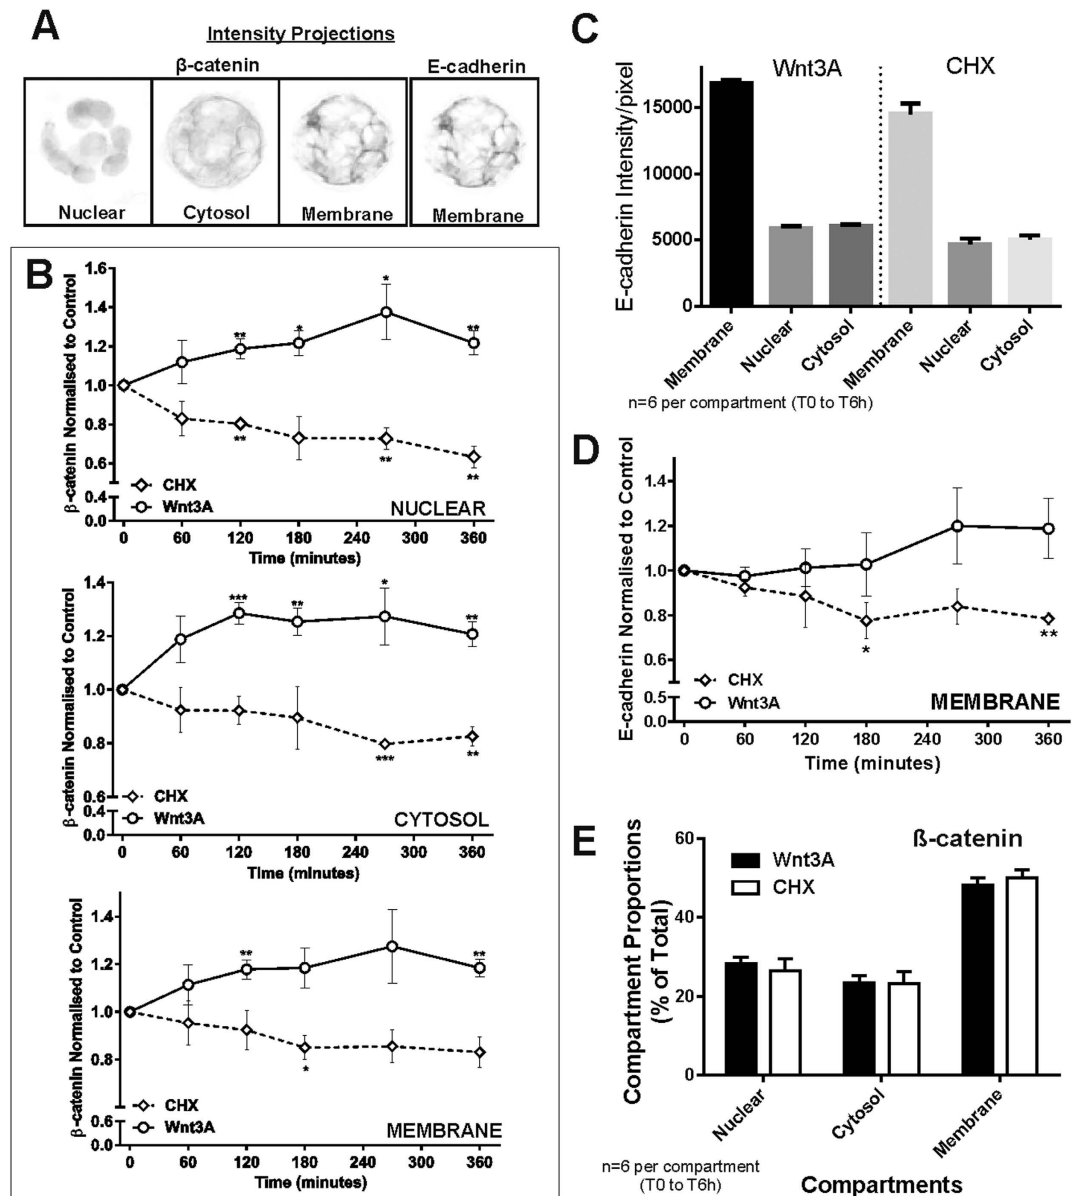 A
Intensity Projections
β-catenin
E-cadherin
Nuclear
Cytosol
Membrane
Membrane
B
β-catenin Normalised to Control
1.6
1.4
1.2
1.0
0.8
0.6
0.4
0.0
**
*
*
**
**
**
**
CHX
Wnt3A
NUCLEAR
0 60 120 180 240 300 360
Time (minutes)
β-catenin Normalised to Control
1.4
1.2
1.0
0.8
0.6
0.4
0.0
***
**
*
**
***
**
CHX
Wnt3A
CYTOSOL
0 60 120 180 240 300 360
Time (minutes)
β-catenin Normalised to Control
1.4
1.2
1.0
0.8
0.6
0.0
**
**
*
CHX
Wnt3A
MEMBRANE
0 60 120 180 240 300 360
Time (minutes)
C
E-cadherin Intensity/pixel
Wnt3A
CHX
15000
10000
5000
0
Membrane
Nuclear
Cytosol
Membrane
Nuclear
Cytosol
n=6 per compartment (T0 to T6h)
D
E-cadherin Normalised to Control
1.4
1.2
1.0
0.8
0.6
0.5
0.0
*
**
CHX
Wnt3A
MEMBRANE
0 60 120 180 240 300 360
Time (minutes)
E
ß-catenin
Compartment Proportions
(% of Total)
60
40
20
0
Wnt3A
CHX
Nuclear
Cytosol
Membrane
n=6 per compartment
(T0 to T6h)
Compartments